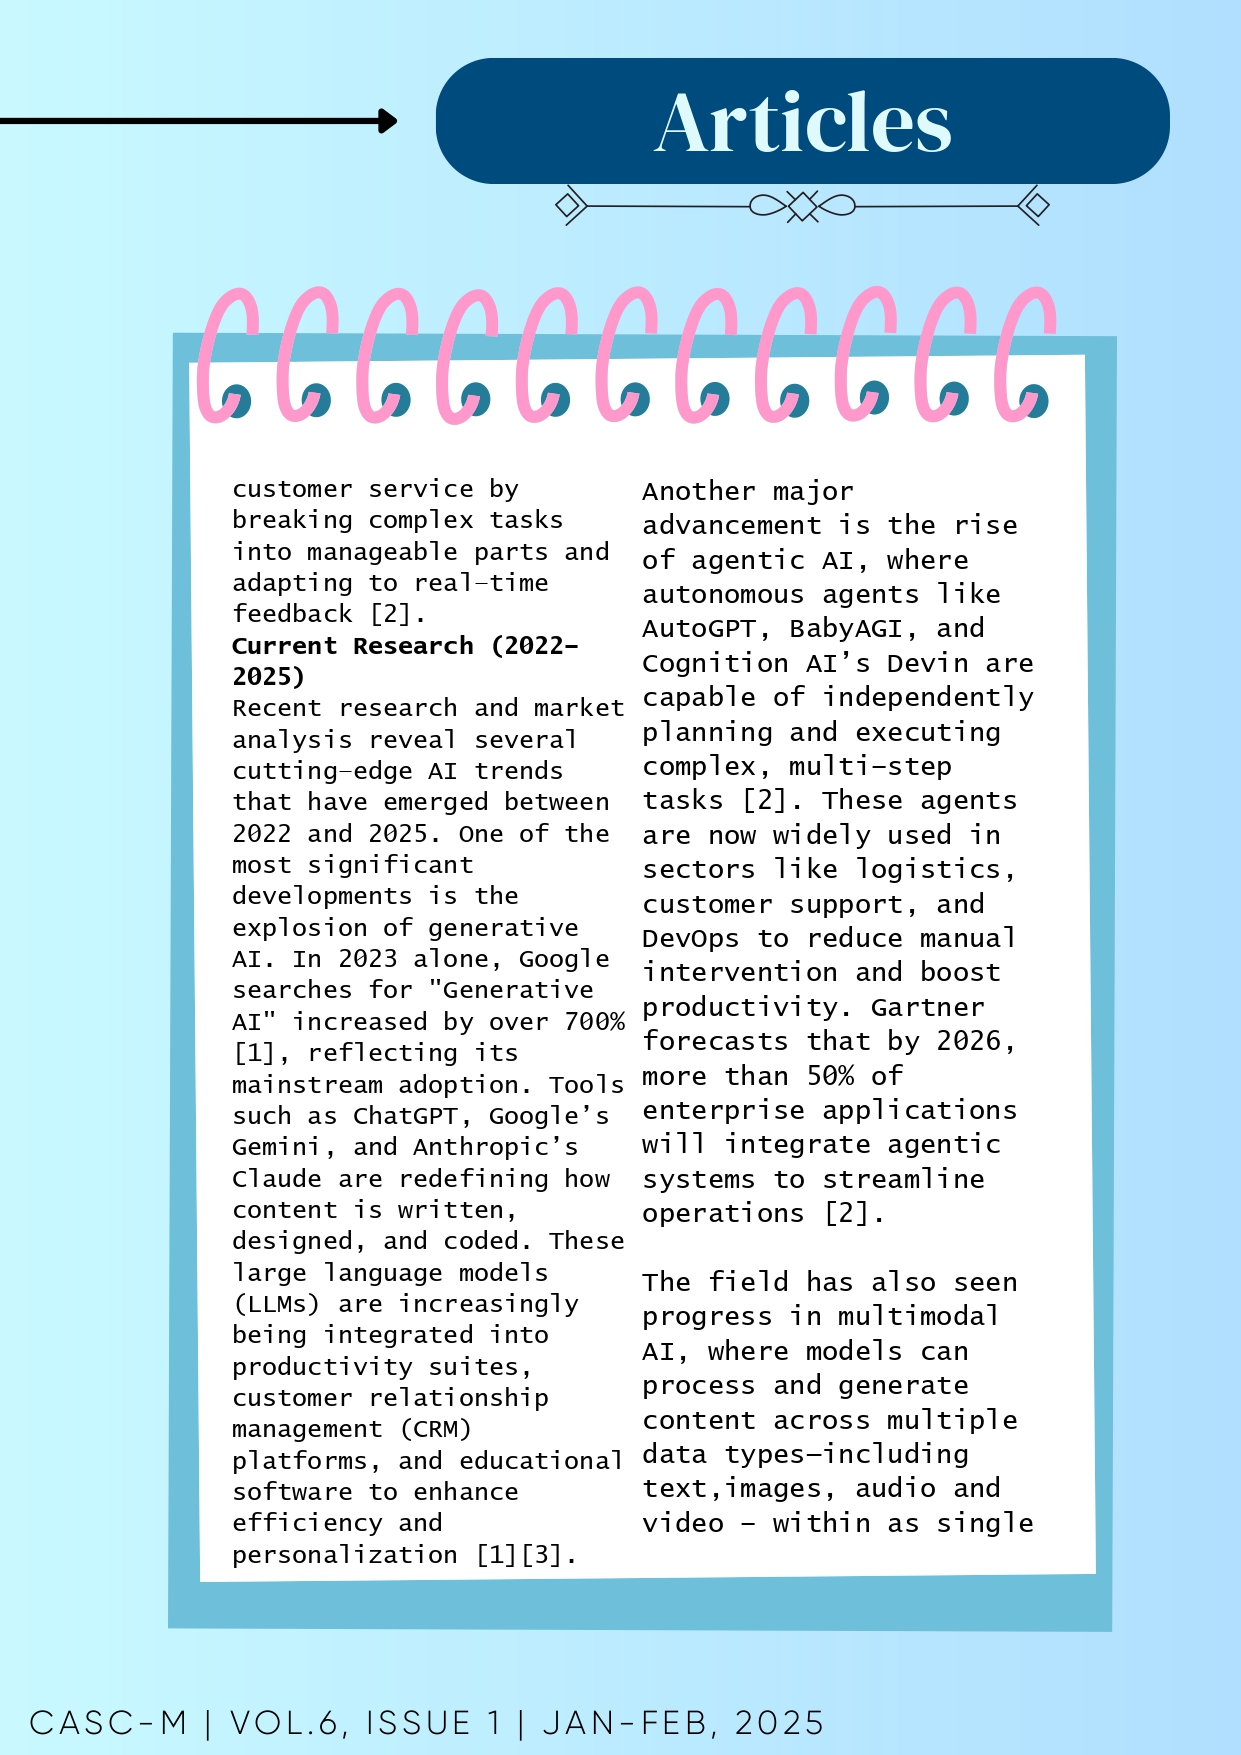 Articles
customer service by
breaking complex tasks
into manageable parts and
adapting to real-time
feedback [2].
Current Research (2022–
2025)
Recent research and market
analysis reveal several
cutting-edge AI trends
that have emerged between
2022 and 2025. One of the
most significant
developments is the
explosion of generative
AI. In 2023 alone, Google
searches for "Generative
AI" increased by over 700%
[1], reflecting its
mainstream adoption. Tools
such as ChatGPT, Google’s
Gemini, and Anthropic’s
Claude are redefining how
content is written,
designed, and coded. These
large language models
(LLMs) are increasingly
being integrated into
productivity suites,
customer relationship
management (CRM)
platforms, and educational
software to enhance
efficiency and
personalization [1][3].
Another major
advancement is the rise
of agentic AI, where
autonomous agents like
AutoGPT, BabyAGI, and
Cognition AI’s Devin are
capable of independently
planning and executing
complex, multi-step
tasks [2]. These agents
are now widely used in
sectors like logistics,
customer support, and
DevOps to reduce manual
intervention and boost
productivity. Gartner
forecasts that by 2026,
more than 50% of
enterprise applications
will integrate agentic
systems to streamline
operations [2].
The field has also seen
progress in multimodal
AI, where models can
process and generate
content across multiple
data types—including
text,images, audio and
video – within as single
CASC-M | VOL.6, ISSUE 1 | JAN-FEB, 2025